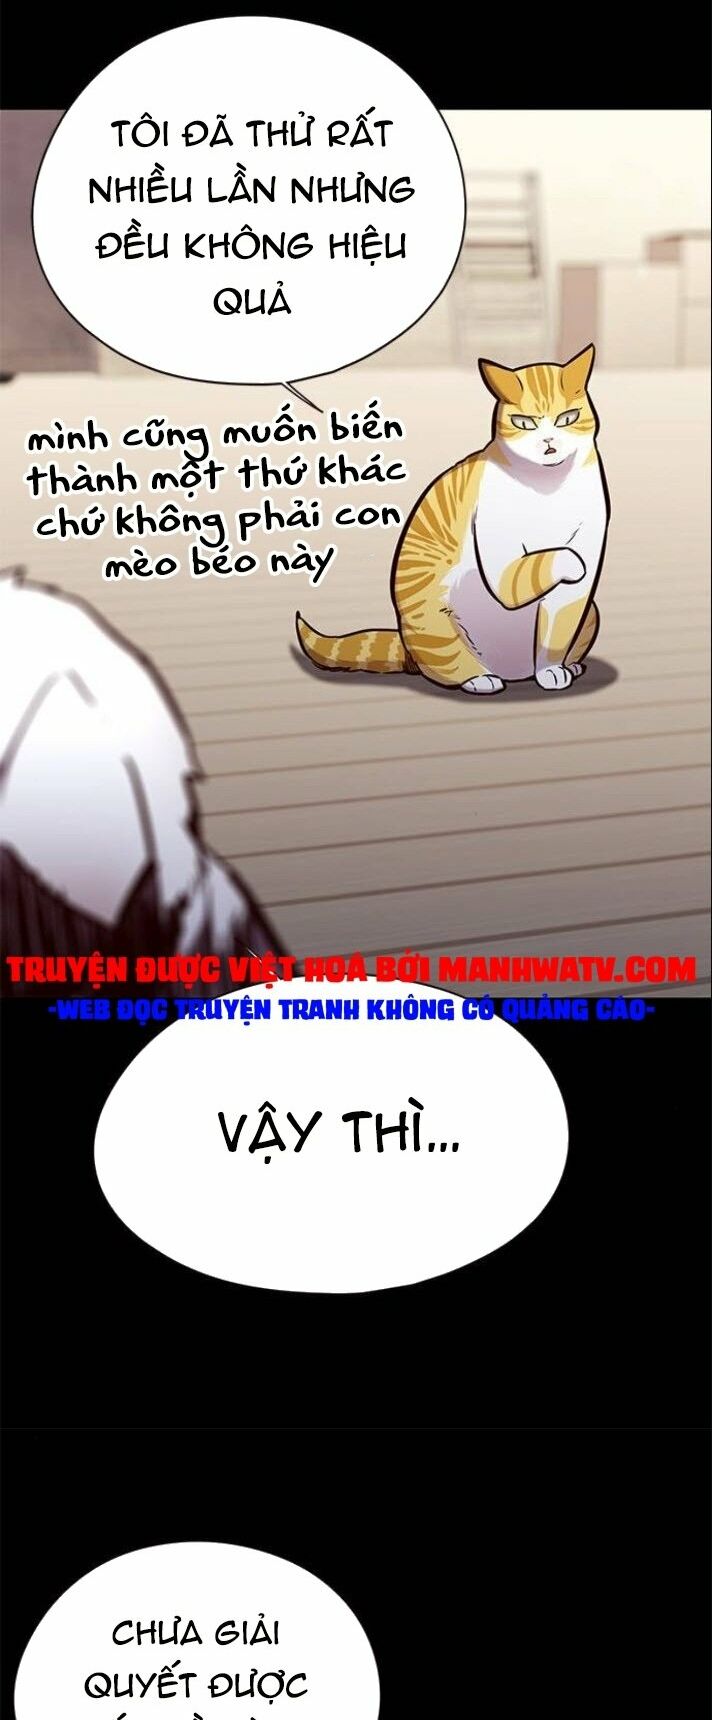 TÔI ĐÃ THỬ RẤT
NHIỀU LẦN NHƯNG
ĐỀU KHÔNG HIỆU
QUẢ
mình cũng muốn biến
thành một thứ khác
chứ không phải con
mèo béo này
TRUYỆN ĐƯỢC VIỆT HOÁ BỞI MANHWATV.COM
-WEB ĐỌC TRUYỆN TRANH KHÔNG CÓ QUẢNG CÁO-
VẬY THÌ...
CHƯA GIẢI
QUYẾT ĐƯỢC